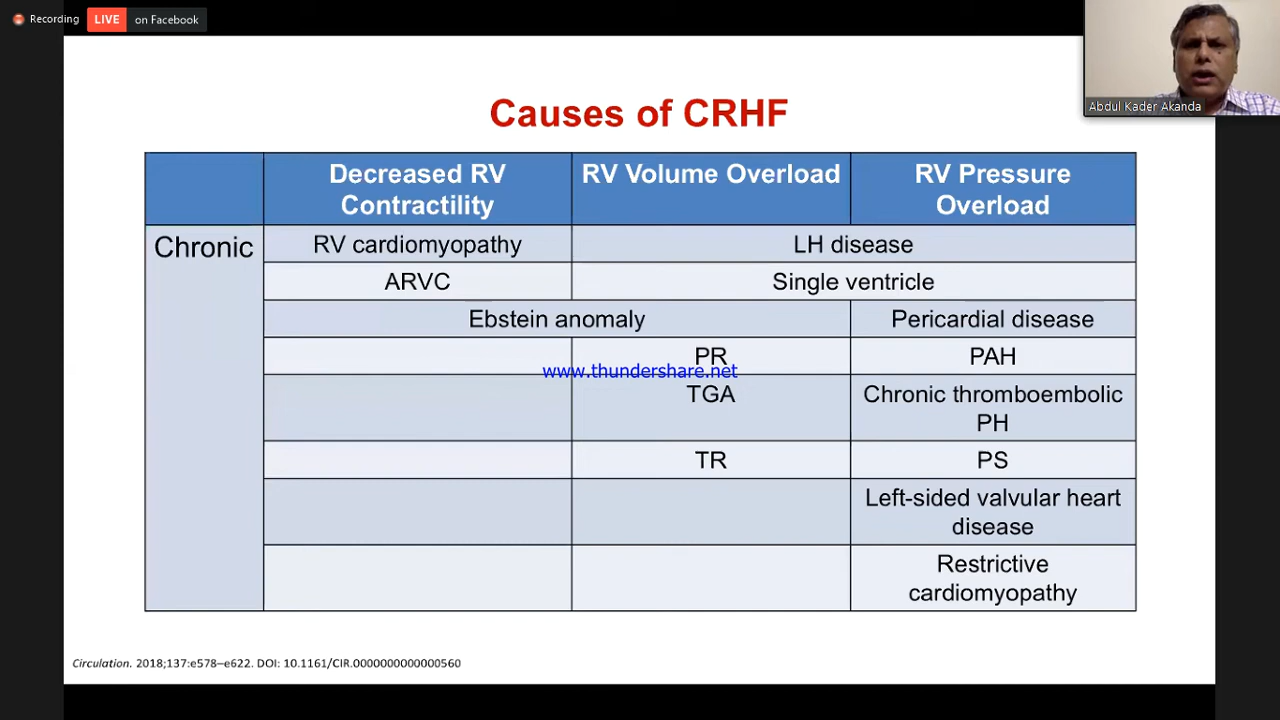 Recording LIVE on Facebook
Abdul Kader Akanda
Causes of CRHF
Decreased RV Contractility
RV Volume Overload
RV Pressure Overload
Chronic
RV cardiomyopathy
LH disease
ARVC
Single ventricle
Ebstein anomaly
Pericardial disease
PR
PAH
www.thundershare.net
TGA
Chronic thromboembolic
PH
TR
PS
Left-sided valvular heart
disease
Restrictive
cardiomyopathy
Circulation. 2018;137:e578–e622. DOI: 10.1161/CIR.0000000000000560